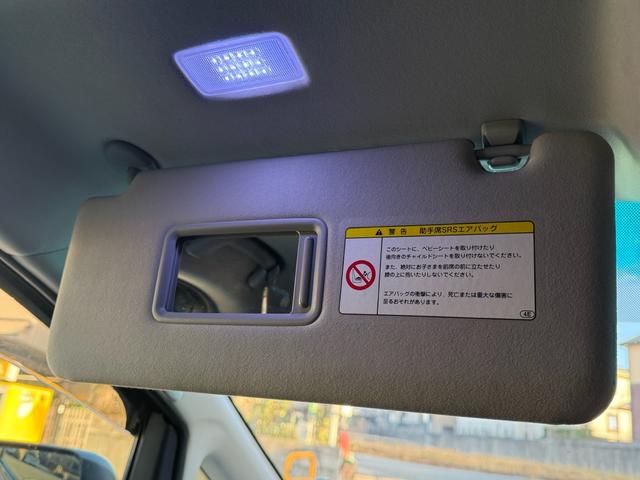 警告 助手席SRSエアバッグ
このシートに、ベビーシートを取り付けたり
後向きのチャイルドシートを取り付けないでください。
また、絶対にお子さまを前席の前に立たせたり
膝の上に抱いたりしないでください。
エアバッグの衝撃により、死亡または重大な傷害に
至るおそれがあります。
4E